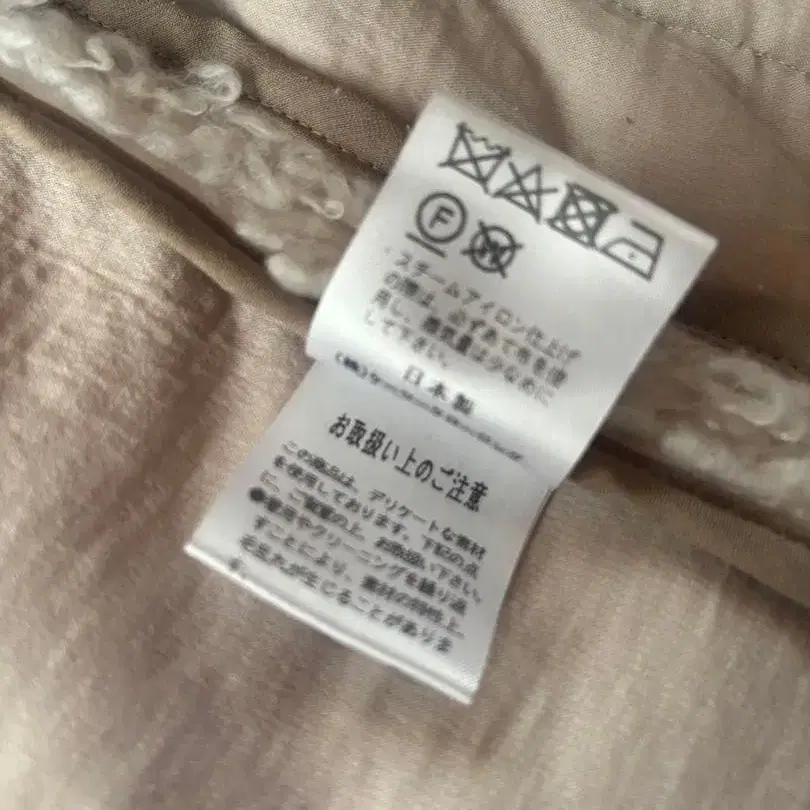 F
W
・スチームアイロン仕上げ
の際は、必ずあて布を使
用し、蒸気量は少なめに
して下さい。
日本製
お取扱い上のご注意
この商品は、デリケートな素材
を使用しております。下記の点
に、ご留意の上、お取扱い下さい。
●着用やクリーニングを繰り返
すことにより、素材の特性上、
毛玉れが生じることがありま